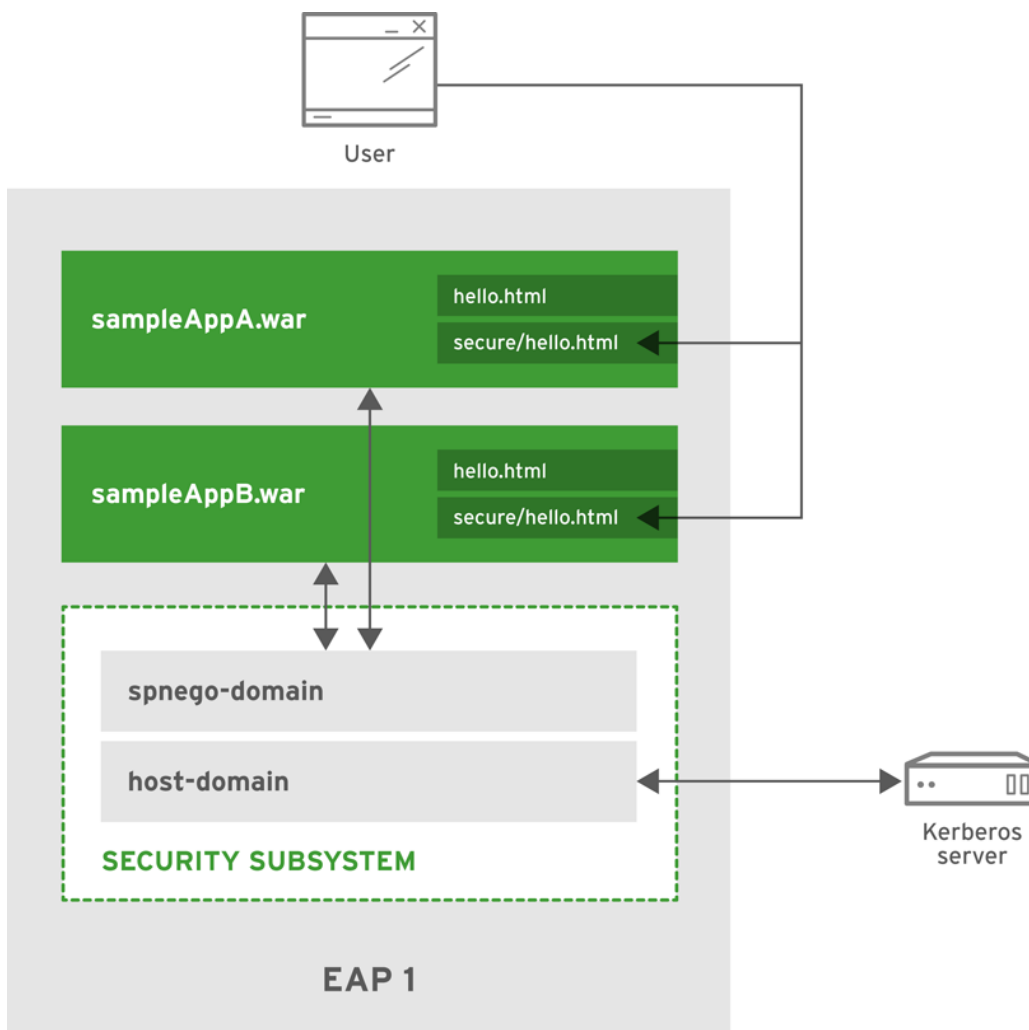 User
sampleAppA.war
hello.html
secure/hello.html
sampleAppB.war
hello.html
secure/hello.html
spnego-domain
host-domain
SECURITY SUBSYSTEM
Kerberos
server
EAP 1